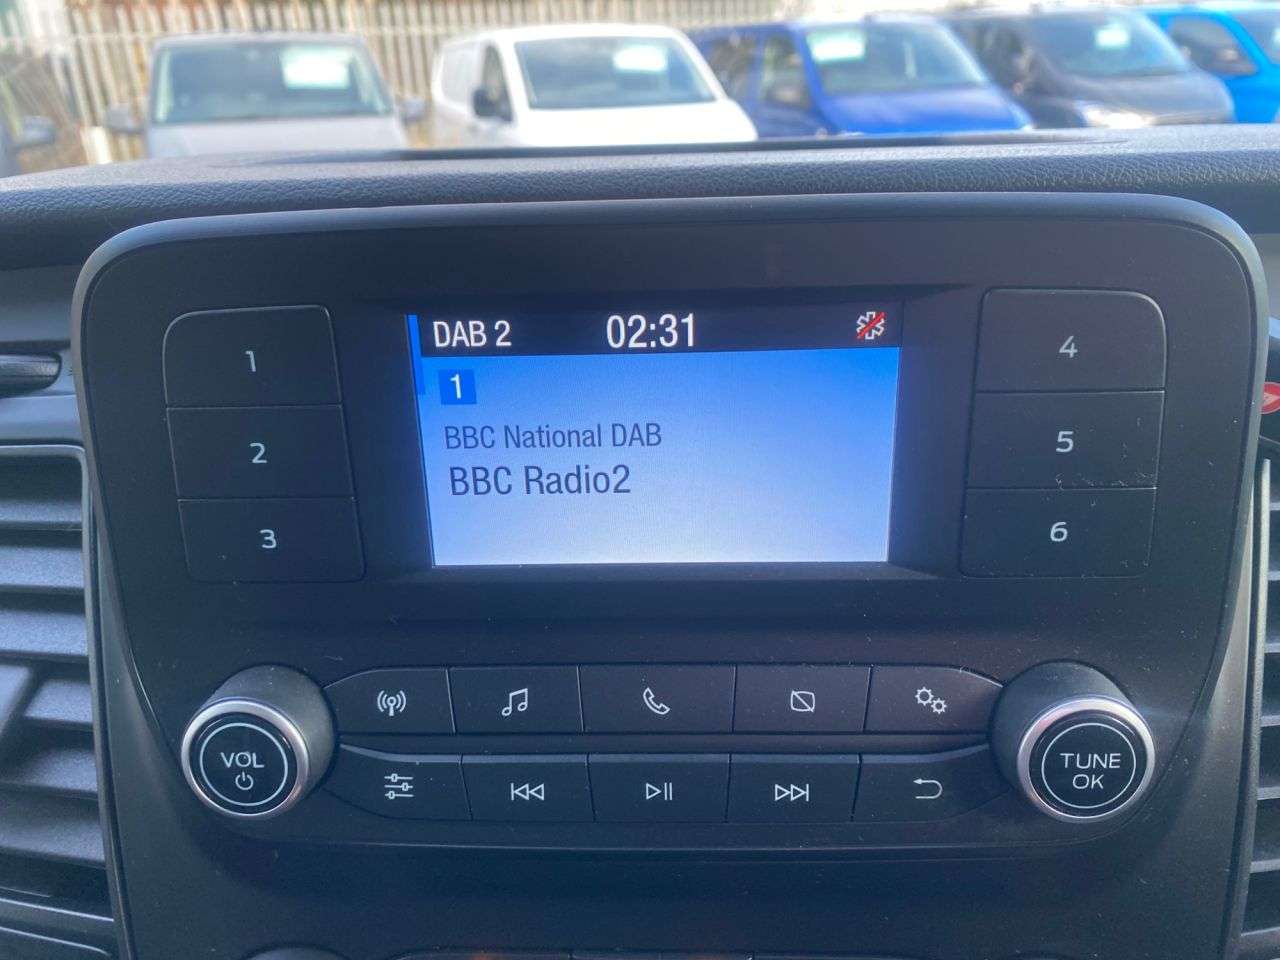 DAB 2 02:31
1
BBC National DAB
BBC Radio2
1
2
3
4
5
6
VOL
TUNE
OK